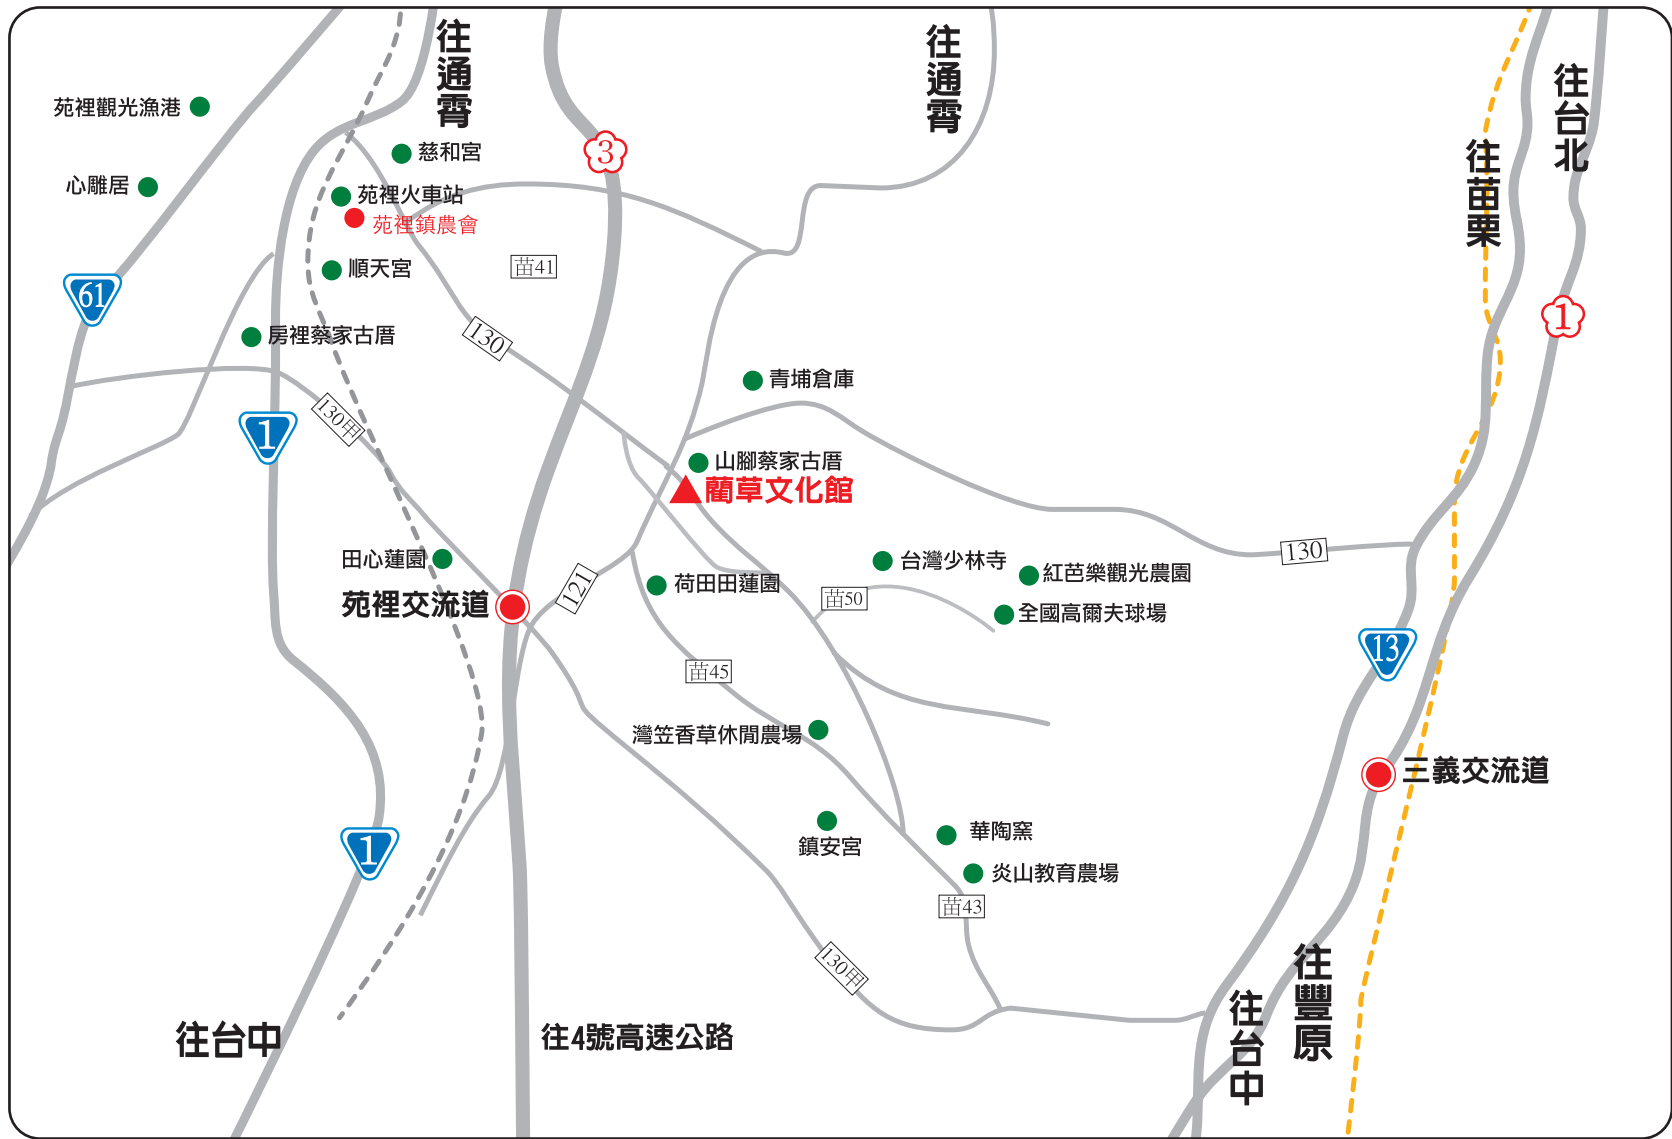 往通霄
往通霄
往台北
往苗栗
苑裡觀光漁港
慈和宮
3
心雕居
苑裡火車站
苑裡鎮農會
順天宮
苗41
61
1
房裡蔡家古厝
130
青埔倉庫
130甲
1
山腳蔡家古厝
藺草文化館
田心蓮園
苑裡交流道
121
荷田田蓮園
台灣少林寺
紅芭樂觀光農園
130
苗50
全國高爾夫球場
苗45
13
灣笠香草休閒農場
三義交流道
1
鎮安宮
華陶窯
炎山教育農場
苗43
130甲
往台中
往4號高速公路
往台中
往豐原